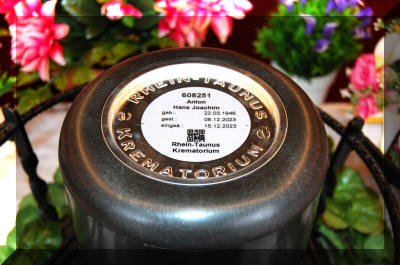 RHEIN-TAUNUS
KREMATORIUM
608251
Anton
Hans Joachim
geb.: 22.03.1946
gest.: 08.12.2023
eingeä.: 15.12.2023
Rhein-Taunus
Krematorium